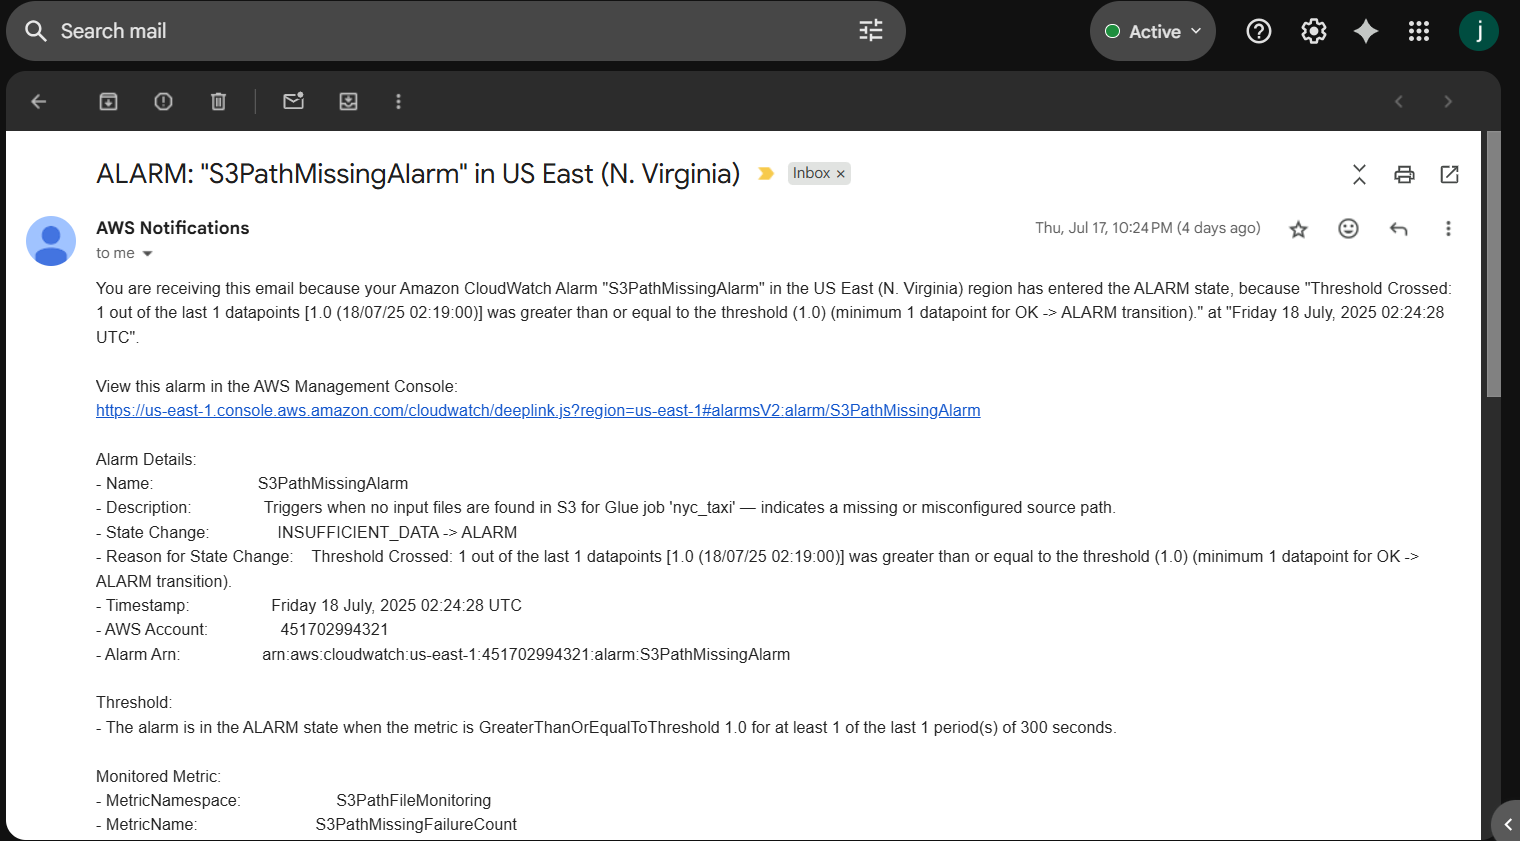 Search mail
Active
j
ALARM: "S3PathMissingAlarm" in US East (N. Virginia)
Inbox ×
AWS Notifications
Thu, Jul 17, 10:24 PM (4 days ago)
to me
You are receiving this email because your Amazon CloudWatch Alarm "S3PathMissingAlarm" in the US East (N. Virginia) region has entered the ALARM state, because "Threshold Crossed:
1 out of the last 1 datapoints [1.0 (18/07/25 02:19:00)] was greater than or equal to the threshold (1.0) (minimum 1 datapoint for OK -> ALARM transition)." at "Friday 18 July, 2025 02:24:28
UTC".
View this alarm in the AWS Management Console:
https://us-east-1.console.aws.amazon.com/cloudwatch/deeplink.js?region=us-east-1#alarmsV2:alarm/S3PathMissingAlarm
Alarm Details:
- Name: S3PathMissingAlarm
- Description: Triggers when no input files are found in S3 for Glue job 'nyc_taxi' — indicates a missing or misconfigured source path.
- State Change: INSUFFICIENT_DATA -> ALARM
- Reason for State Change: Threshold Crossed: 1 out of the last 1 datapoints [1.0 (18/07/25 02:19:00)] was greater than or equal to the threshold (1.0) (minimum 1 datapoint for OK ->
ALARM transition).
- Timestamp: Friday 18 July, 2025 02:24:28 UTC
- AWS Account: 451702994321
- Alarm Arn: arn:aws:cloudwatch:us-east-1:451702994321:alarm:S3PathMissingAlarm
Threshold:
- The alarm is in the ALARM state when the metric is GreaterThanOrEqualToThreshold 1.0 for at least 1 of the last 1 period(s) of 300 seconds.
Monitored Metric:
- MetricNamespace: S3PathFileMonitoring
- MetricName: S3PathMissingFailureCount